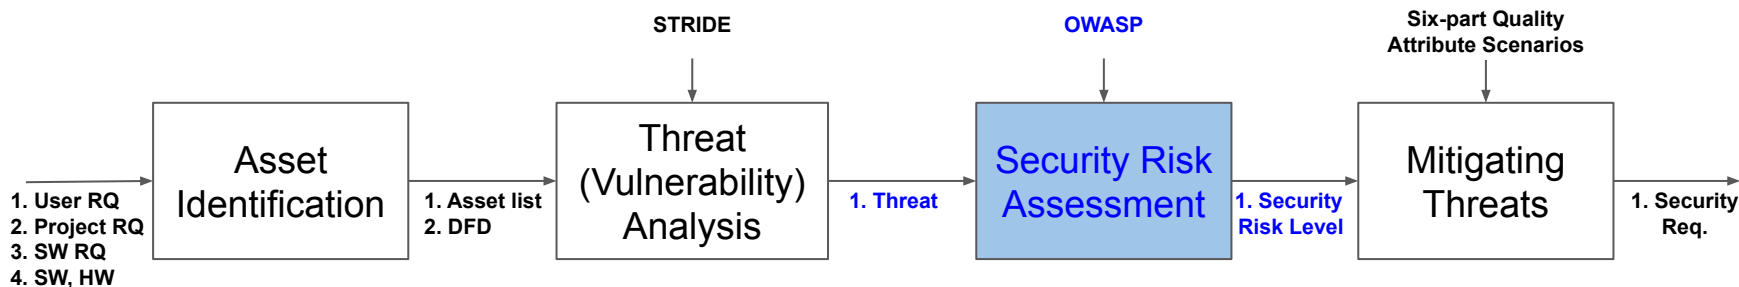 STRIDE
OWASP
Six-part Quality
Attribute Scenarios
1. User RQ
2. Project RQ
3. SW RQ
4. SW, HW
Asset
Identification
1. Asset list
2. DFD
Threat
(Vulnerability)
Analysis
1. Threat
Security Risk
Assessment
1. Security
Risk Level
Mitigating
Threats
1. Security
Req.